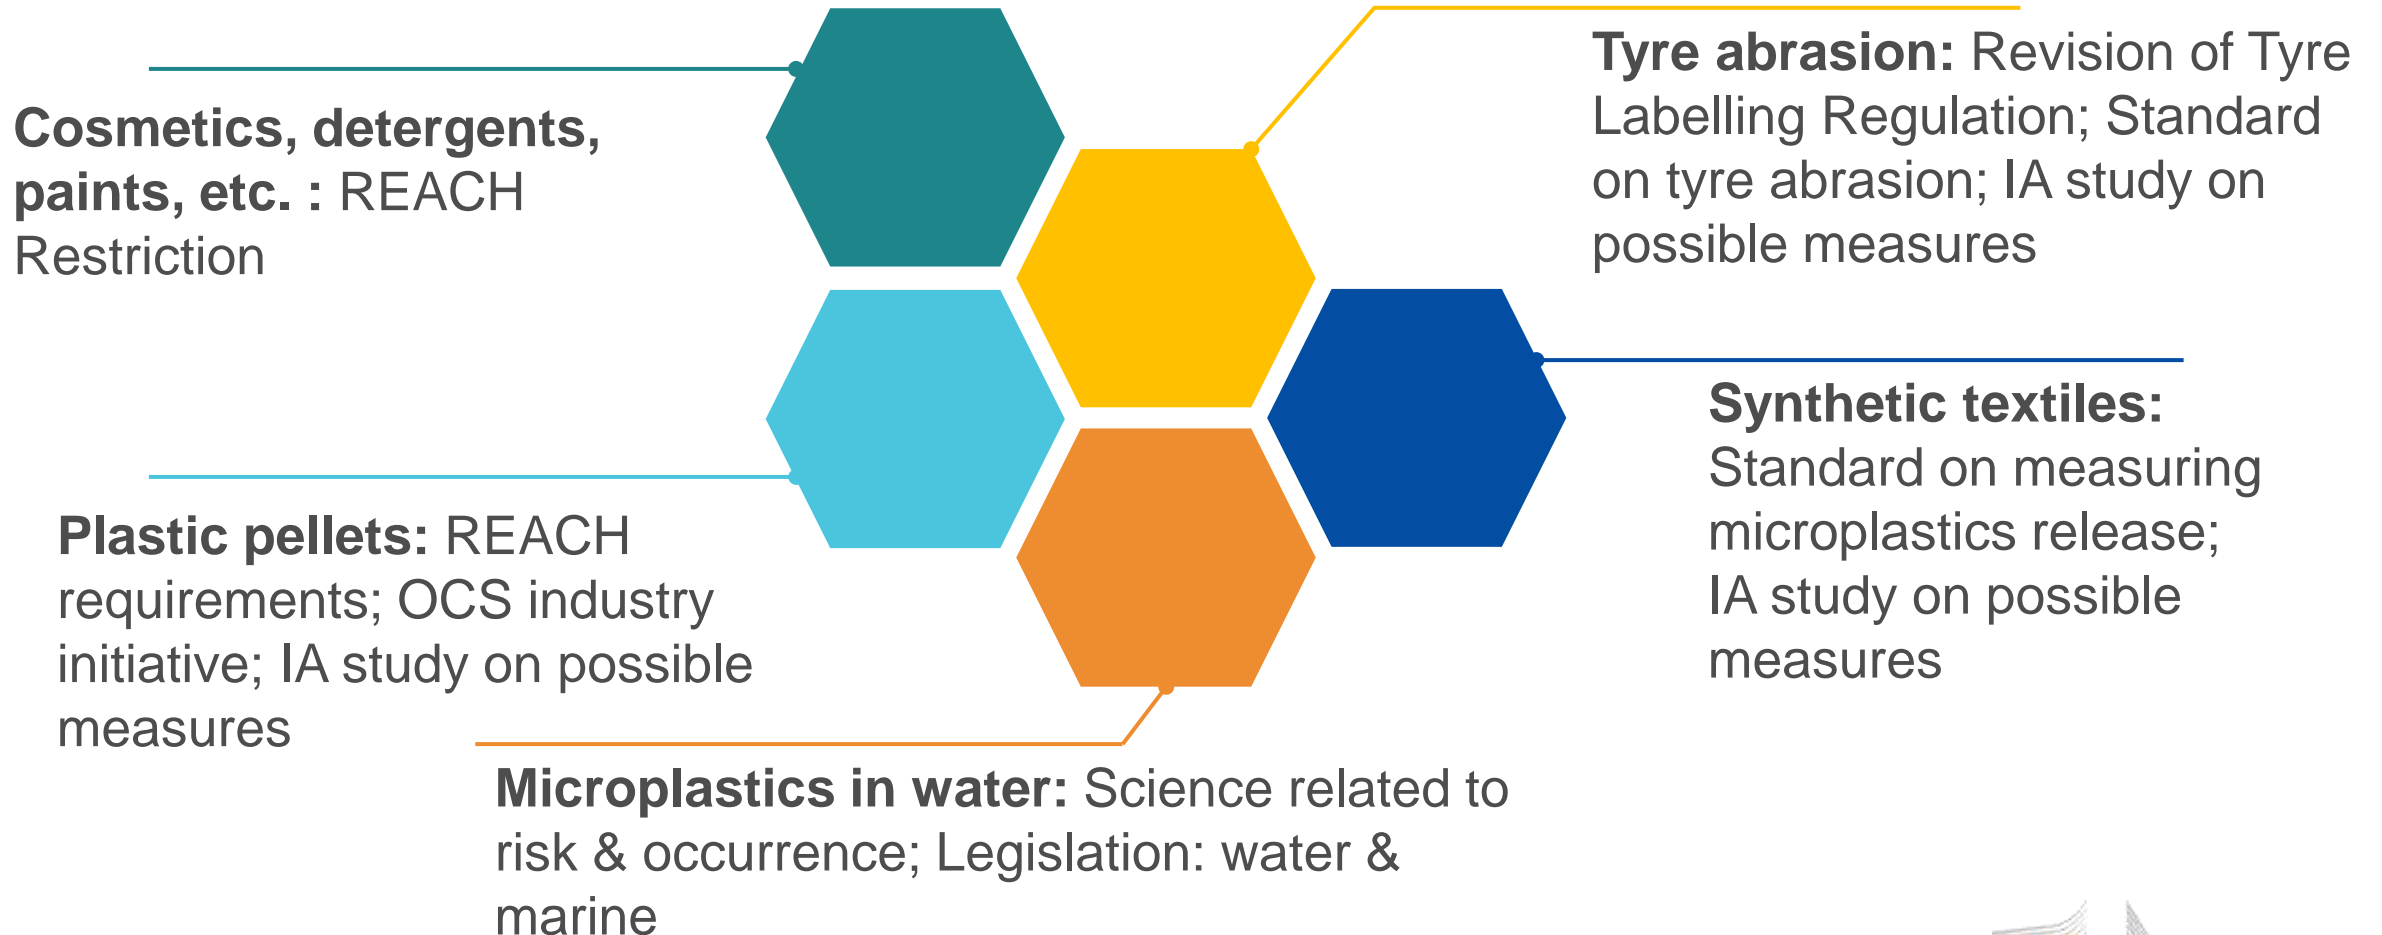 Cosmetics, detergents,
paints, etc. : REACH
Restriction
Tyre abrasion: Revision of Tyre
Labelling Regulation; Standard
on tyre abrasion; IA study on
possible measures
Synthetic textiles:
Standard on measuring
microplastics release;
IA study on possible
measures
Plastic pellets: REACH
requirements; OCS industry
initiative; IA study on possible
measures
Microplastics in water: Science related to
risk & occurrence; Legislation: water &
marine